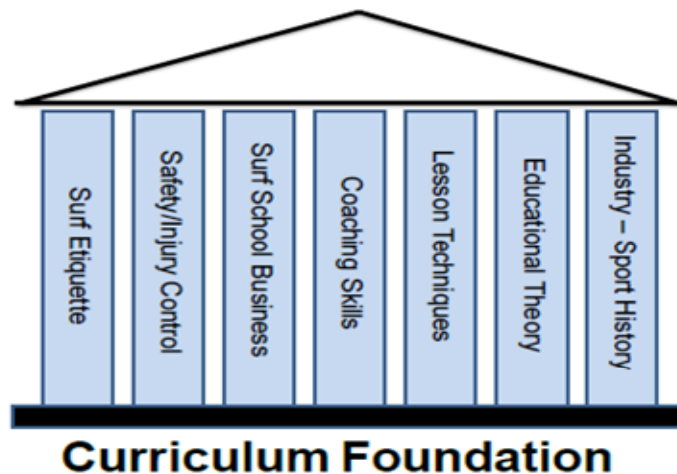 Surf Etiquette
Safety/Injury Control
Surf School Business
Coaching Skills
Lesson Techniques
Educational Theory
Industry – Sport History
Curriculum Foundation